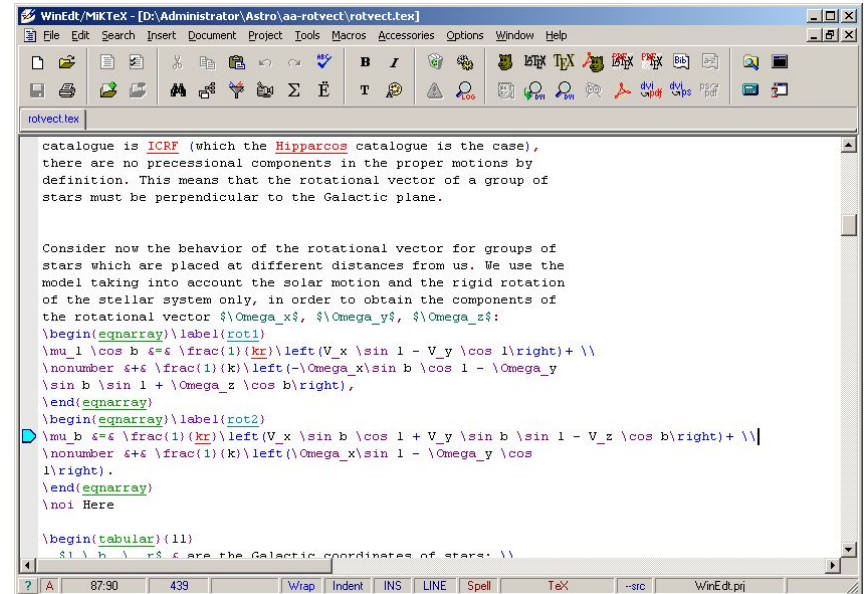 WinEdt/MiKTeX - [D:\Administrator\Astro\aa-rotvect\rotvect.tex]
File Edit Search Insert Document Project Tools Macros Accessories Options Window Help
rotvect.tex
catalogue is ICRF (which the Hipparcos catalogue is the case),
there are no precessional components in the proper motions by
definition. This means that the rotational vector of a group of
stars must be perpendicular to the Galactic plane.
Consider now the behavior of the rotational vector for groups of
stars which are placed at different distances from us. We use the
model taking into account the solar motion and the rigid rotation
of the stellar system only, in order to obtain the components of
the rotational vector $\Omega_x$, $\Omega_y$, $\Omega_z$:
\begin{eqnarray}\label{rot1}
\mu_l \cos b &=& \frac{1}{kr}\left(V_x \sin l - V_y \cos l\right)+ \\
\nonumber &+& \frac{1}{k}\left(-\Omega_x\sin b \cos l - \Omega_y
\sin b \sin l + \Omega_z \cos b\right),
\end{eqnarray}
\begin{eqnarray}\label{rot2}
\mu_b &=& \frac{1}{kr}\left(V_x \sin b \cos l + V_y \sin b \sin l - V_z \cos b\right)+ \\
\nonumber &+& \frac{1}{k}\left(\Omega_x\sin l - \Omega_y \cos
l\right).
\end{eqnarray}
\noi Here
\begin{tabular}{ll}
$l,\ b, \ r$ & are the Galactic coordinates of stars; \\
? A 87:90 439 Wrap Indent INS LINE Spell TeX --src WinEdt.prj